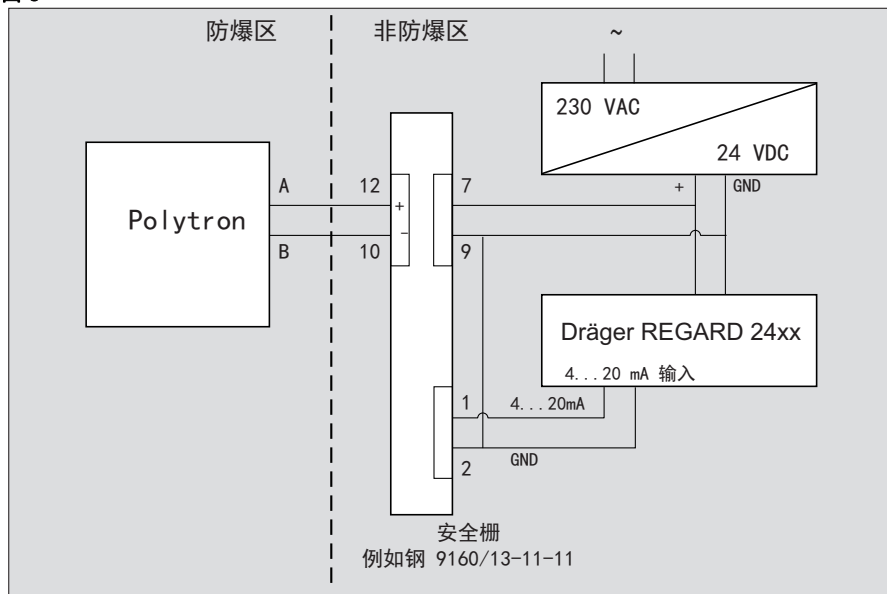 防爆区
非防爆区
~
230 VAC
24 VDC
+
GND
Polytron
A
B
12
10
+
-
7
9
Dräger REGARD 24xx
4...20 mA 输入
1
4...20mA
2
GND
安全栅
例如钢 9160/13-11-11